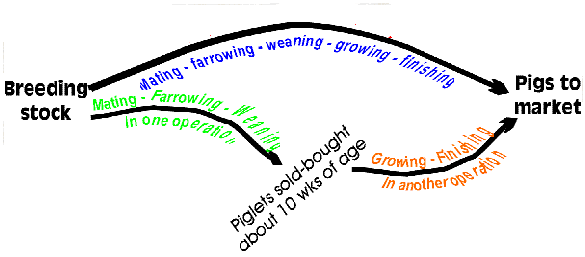 Mating - farrowing - weaning - growing - finishing
Breeding
stock
Pigs to
market
Mating - Farrowing - Weaning
In one operation
Piglets sold-bought
about 10 wks of age
Growing - Finishing
In another operation